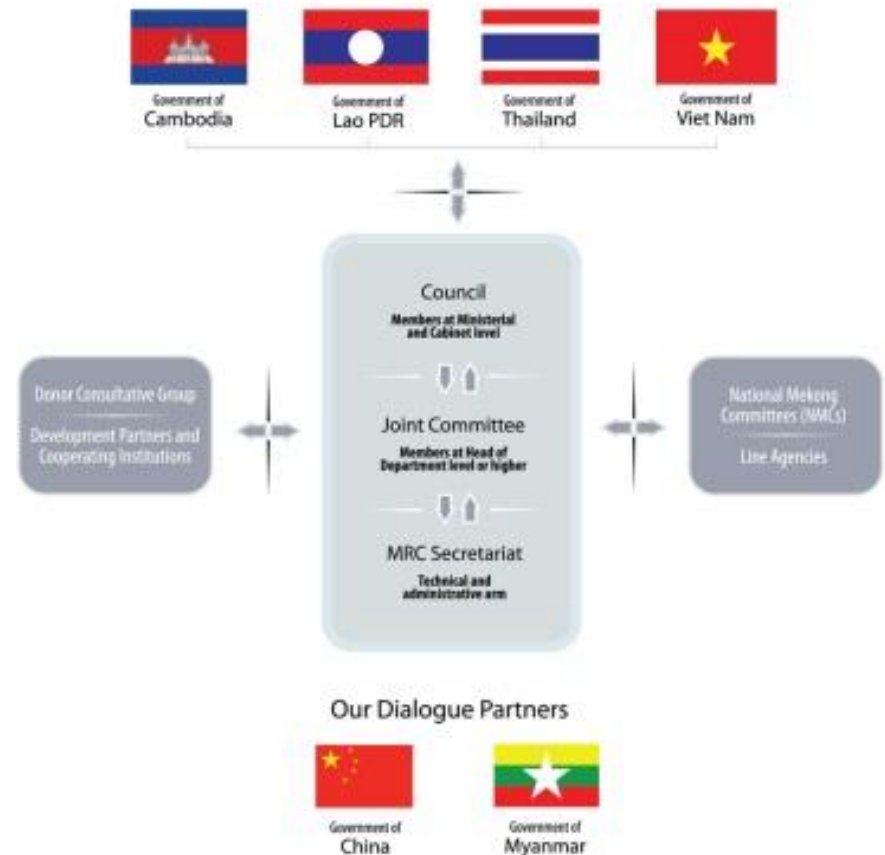 Government of
Cambodia
Government of
Lao PDR
Government of
Thailand
Government of
Viet Nam
Council
Members at Ministerial
and Cabinet level
Donor Consultative Group
Development Partners and
Cooperating Institutions
Joint Committee
Members at Head of
Department level or higher
National Mekong
Committees (NMCs)
Line Agencies
MRC Secretariat
Technical and
administrative arm
Our Dialogue Partners
Government of
China
Government of
Myanmar